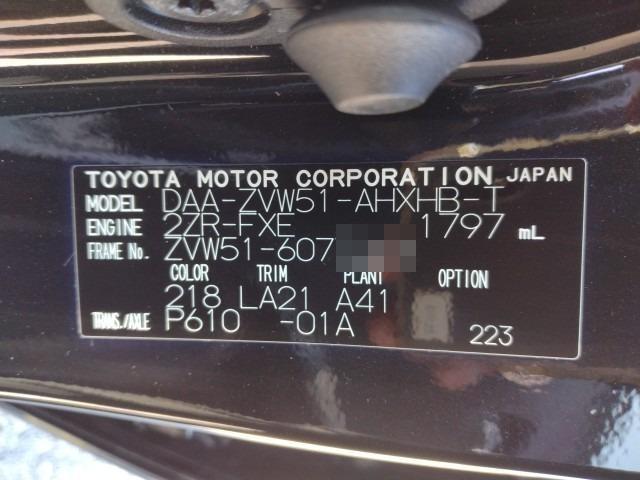 TOYOTA MOTOR CORPORATION JAPAN
MODEL DAA-ZVW51-AHXHB-T
ENGINE 2ZR-FXE 1797 mL
FRAME No. ZVW51-607
COLOR TRIM PLANT OPTION
218 LA21 A41
TRANS./AXLE P610 -01A 223